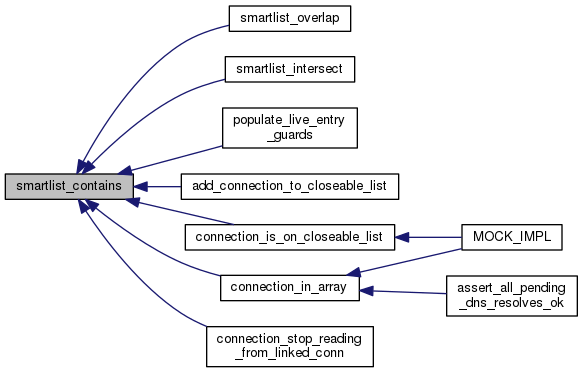 smartlist_overlap
smartlist_intersect
populate_live_entry
_guards
smartlist_contains
add_connection_to_closeable_list
connection_is_on_closeable_list
MOCK_IMPL
connection_in_array
assert_all_pending
_dns_resolves_ok
connection_stop_reading
_from_linked_conn